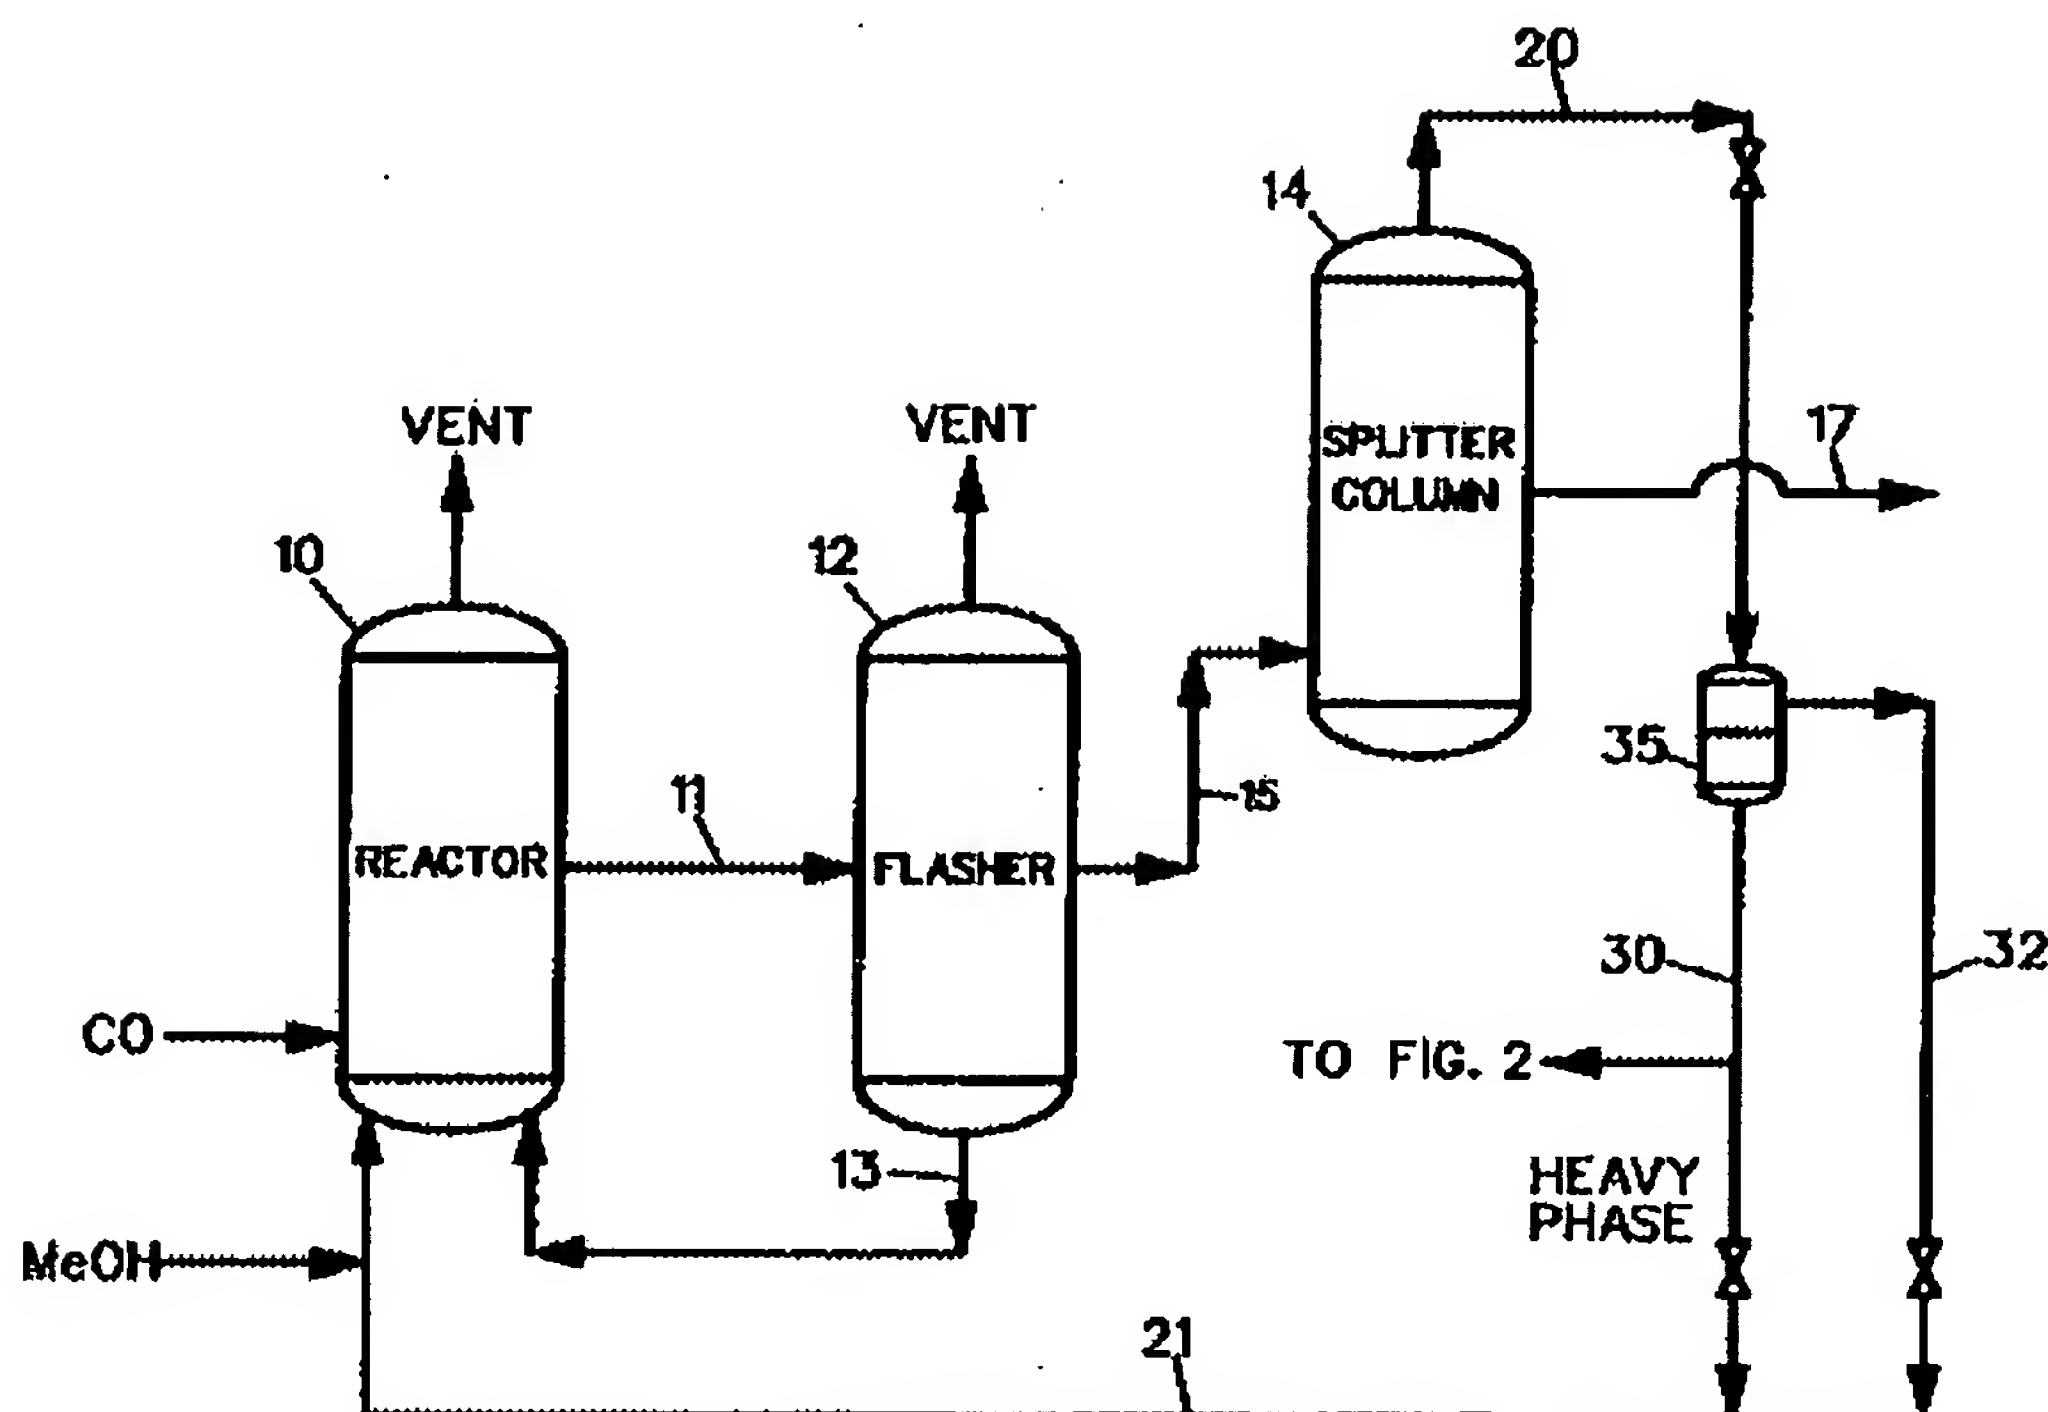 20
14
VENT
VENT
17
SPLITTER
COLUMN
10
12
35
11
15
REACTOR
FLASHER
30
32
CO
TO FIG. 2
13
HEAVY
PHASE
MeOH
21